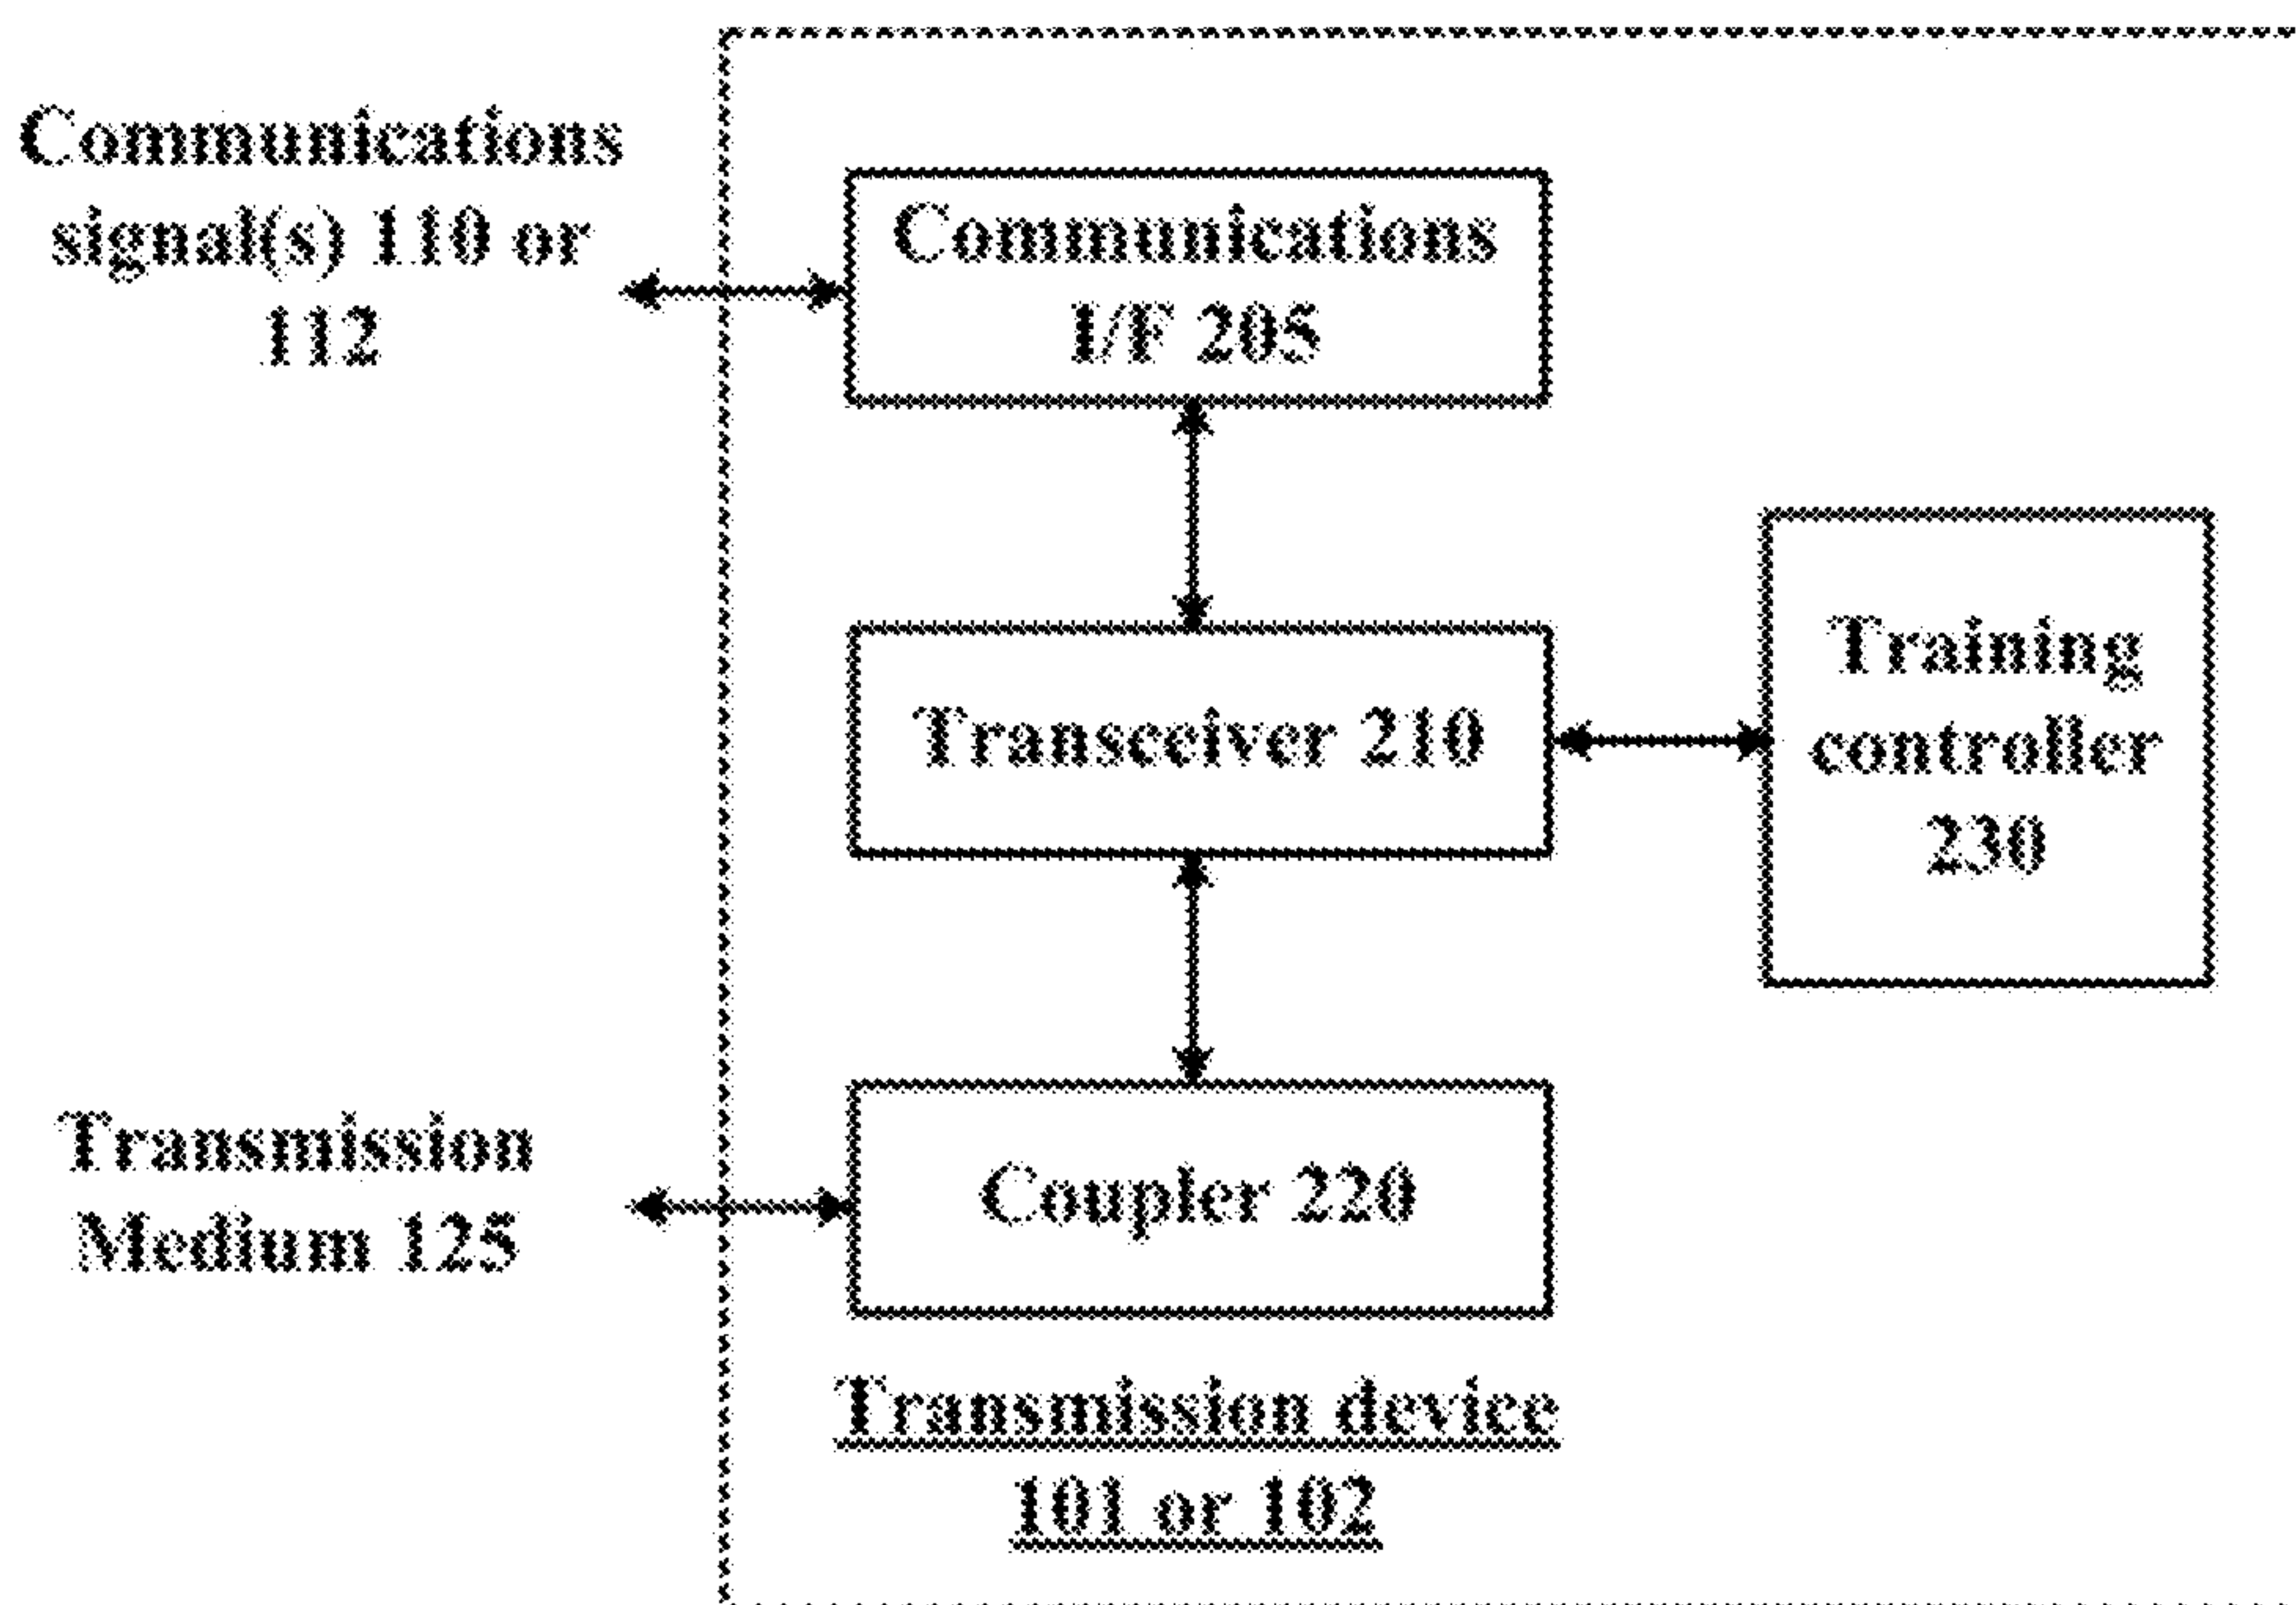 Communications
signal(s) 110 or
112
Communications
I/F 205
Transceiver 210
Training
controller
230
Transmission
Medium 125
Coupler 220
Transmission device
101 or 102